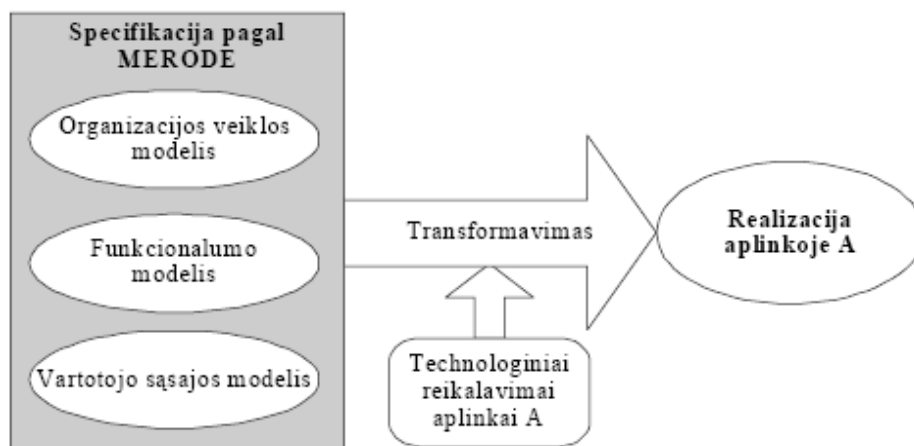 Specifikacija pagal
MERODE
Organizacijos veiklos
modelis
Funkcionalumo
modelis
Vartotojo sąsajos modelis
Transformavimas
Technologiniai
reikalavimai
aplinkai A
Realizacija
aplinkoje A